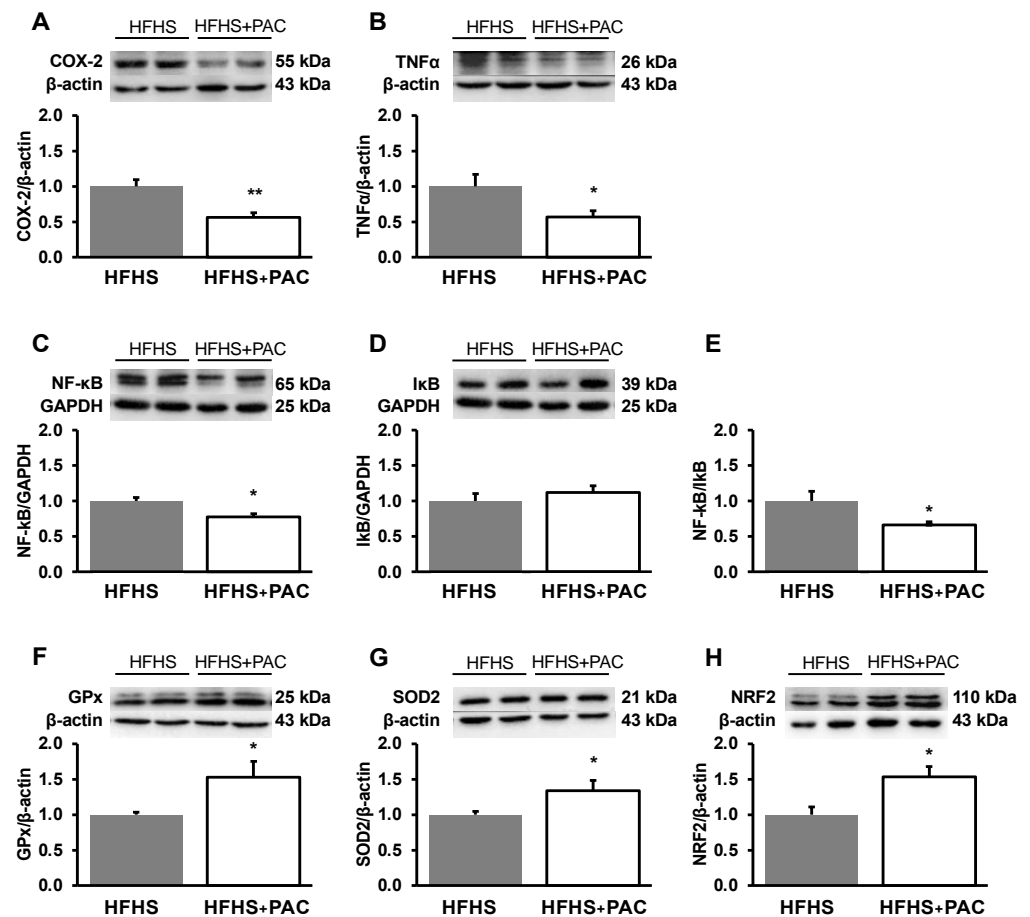 A
HFHS HFHS+PAC
COX-2 55 kDa
β-actin 43 kDa
COX-2/β-actin
2.0
1.5
1.0
0.5
0.0
**
HFHS HFHS+PAC
B
HFHS HFHS+PAC
TNFα 26 kDa
β-actin 43 kDa
TNFα/β-actin
2.0
1.5
1.0
0.5
0.0
*
HFHS HFHS+PAC
C
HFHS HFHS+PAC
NF-κB 65 kDa
GAPDH 25 kDa
NF-kB/GAPDH
2.0
1.5
1.0
0.5
0.0
*
HFHS HFHS+PAC
D
HFHS HFHS+PAC
IκB 39 kDa
GAPDH 25 kDa
IkB/GAPDH
2.0
1.5
1.0
0.5
0.0
HFHS HFHS+PAC
E
NF-kB/IkB
2.0
1.5
1.0
0.5
0.0
*
HFHS HFHS+PAC
F
HFHS HFHS+PAC
GPx 25 kDa
β-actin 43 kDa
GPx/β-actin
2.0
1.5
1.0
0.5
0.0
*
HFHS HFHS+PAC
G
HFHS HFHS+PAC
SOD2 21 kDa
β-actin 43 kDa
SOD2/β-actin
2.0
1.5
1.0
0.5
0.0
*
HFHS HFHS+PAC
H
HFHS HFHS+PAC
NRF2 110 kDa
β-actin 43 kDa
NRF2/β-actin
2.0
1.5
1.0
0.5
0.0
*
HFHS HFHS+PAC